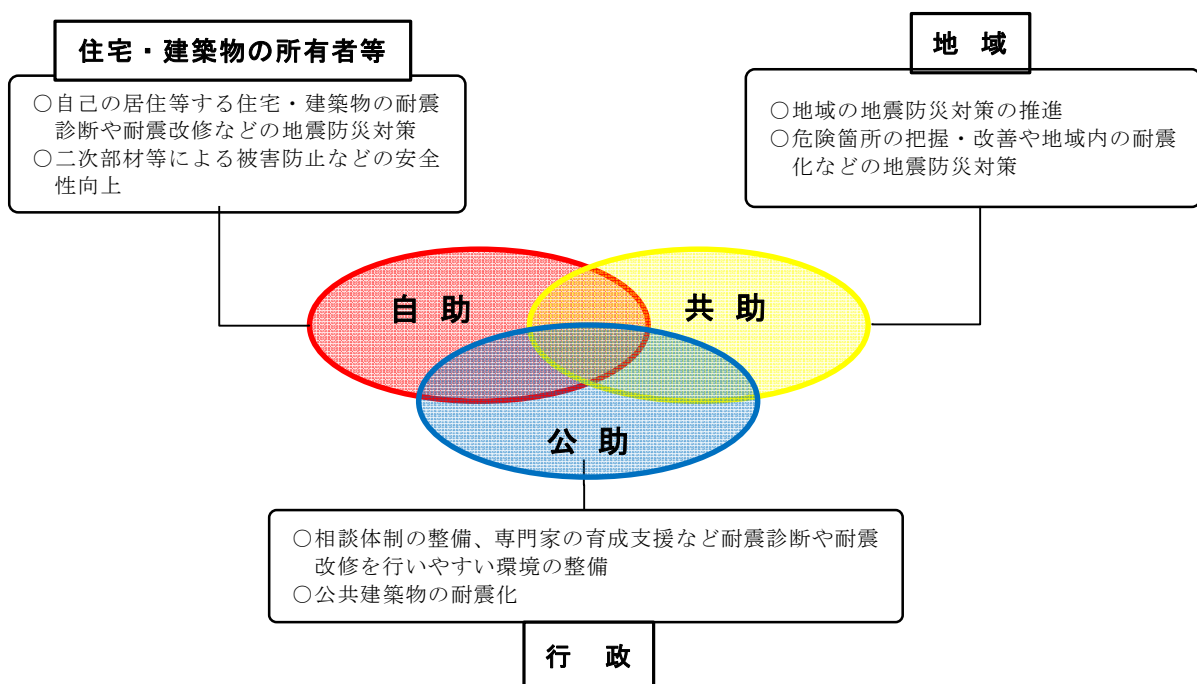 住宅・建築物の所有者等
○自己の居住等する住宅・建築物の耐震
診断や耐震改修などの地震防災対策
○二次部材等による被害防止などの安全
性向上
地 域
○地域の地震防災対策の推進
○危険箇所の把握・改善や地域内の耐震
化などの地震防災対策
自 助
共 助
公 助
○相談体制の整備、専門家の育成支援など耐震診断や耐震
改修を行いやすい環境の整備
○公共建築物の耐震化
行 政